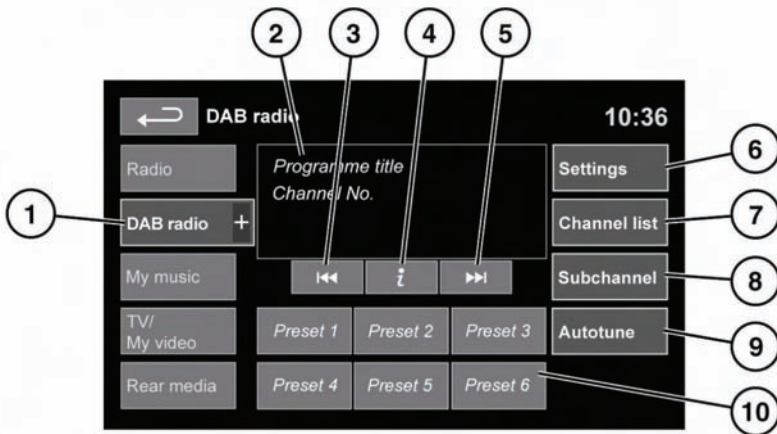 2
3
4
5
DAB radio
10:36
Radio
Programme title
Channel No.
Settings
6
1
DAB radio +
Channel list
7
My music
i
Subchannel
8
TV/
My video
Preset 1
Preset 2
Preset 3
Autotune
9
Rear media
Preset 4
Preset 5
Preset 6
10